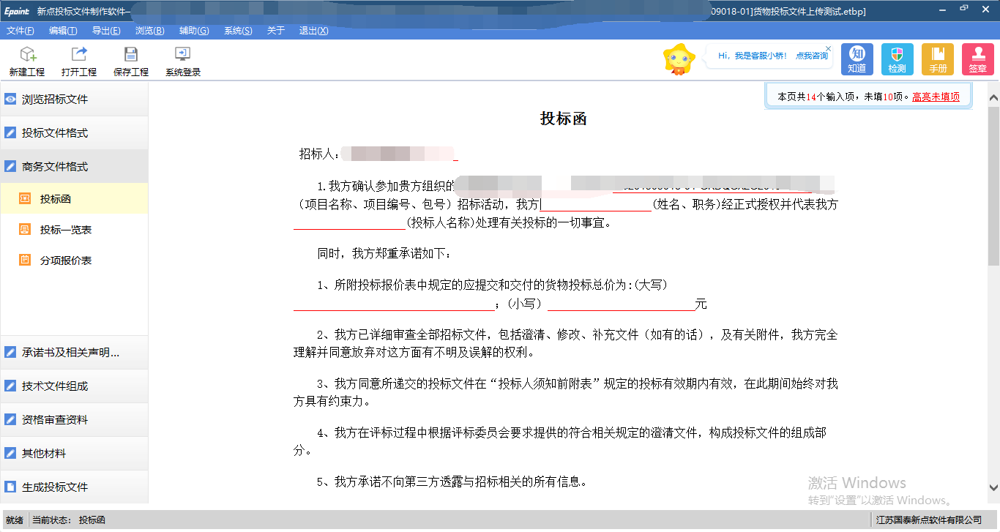 Epoint 新点投标文件制作软件— 09018-01]货物投标文件上传测试.etbp]
文件(F) 编辑(T) 导出(E) 浏览(B) 辅助(G) 系统(S) 关于 退出(X)
新建工程 打开工程 保存工程 系统登录
Hi，我是客服小桥！ 点我咨询
知 知道 检测 手册 签章
浏览招标文件
投标文件格式
商务文件格式
投标函
投标一览表
分项报价表
承诺书及相关声明...
技术文件组成
资格审查资料
其他材料
生成投标文件
本页共14个输入项，未填10项。高亮未填项
投标函
招标人：
1.我方确认参加贵方组织的
（项目名称、项目编号、包号）招标活动，我方 (姓名、职务)经正式授权并代表我方
(投标人名称)处理有关投标的一切事宜。
同时，我方郑重承诺如下：
1、所附投标报价表中规定的应提交和交付的货物投标总价为:(大写）
；(小写） 元
2、我方已详细审查全部招标文件，包括澄清、修改、补充文件（如有的话），及有关附件，我方完全
理解并同意放弃对这方面有不明及误解的权利。
3、我方同意所递交的投标文件在“投标人须知前附表”规定的投标有效期内有效，在此期间始终对我
方具有约束力。
4、我方在评标过程中根据评标委员会要求提供的符合相关规定的澄清文件，构成投标文件的组成部
分。
5、我方承诺不向第三方透露与招标相关的所有信息。
激活 Windows
转到“设置”以激活 Windows。
就绪 当前状态： 投标函 江苏国泰新点软件有限公司